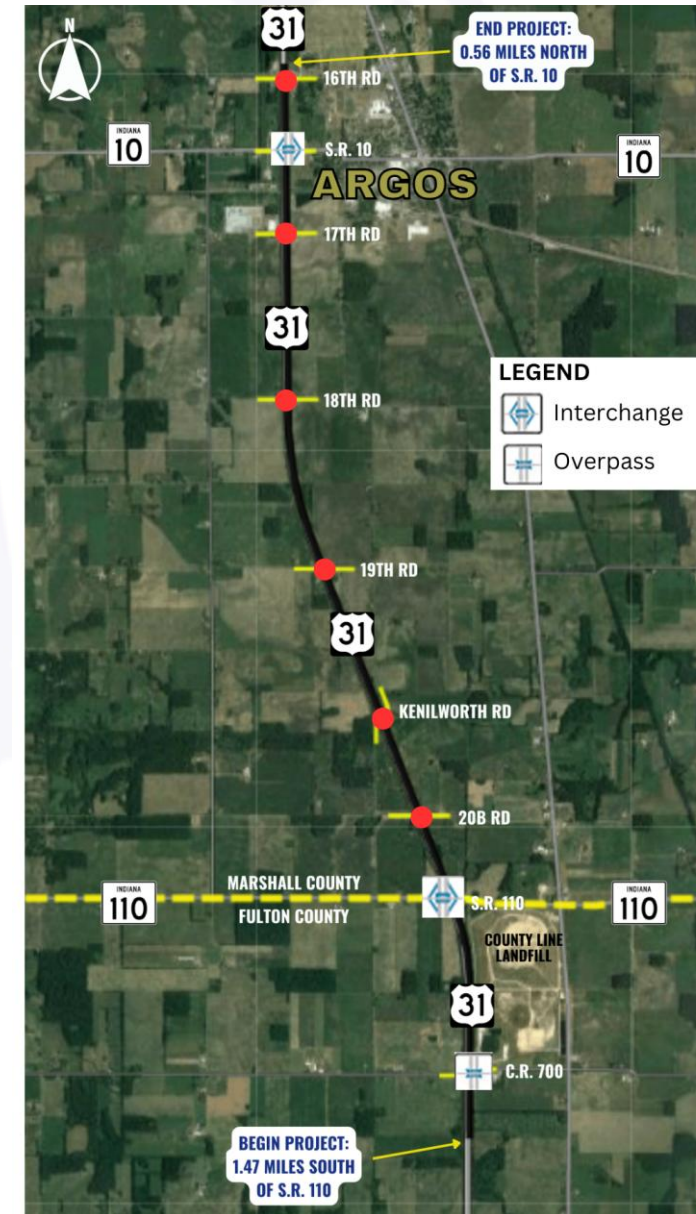 31
END PROJECT:
0.56 MILES NORTH
OF S.R. 10
N
16TH RD
INDIANA
10
S.R. 10
INDIANA
10
ARGOS
17TH RD
31
LEGEND
Interchange
Overpass
18TH RD
19TH RD
31
KENILWORTH RD
20B RD
MARSHALL COUNTY
INDIANA
110
FULTON COUNTY
S.R. 110
INDIANA
110
COUNTY LINE
LANDFILL
31
C.R. 700
BEGIN PROJECT:
1.47 MILES SOUTH
OF S.R. 110